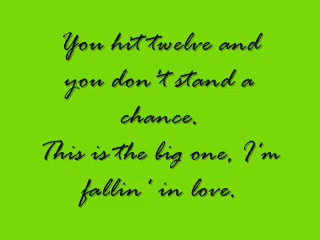 You hit twelve and
you don't stand a
chance.
This is the big one, I'm
fallin' in love.